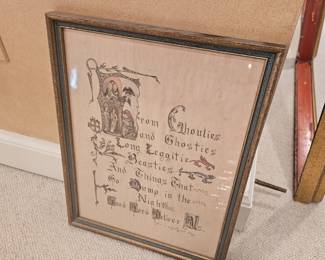 From Ghoulies
and Ghosties
Long Leggitie
Beasties
And Things That
Go Bump in the
Night
Good Lord Deliver Us